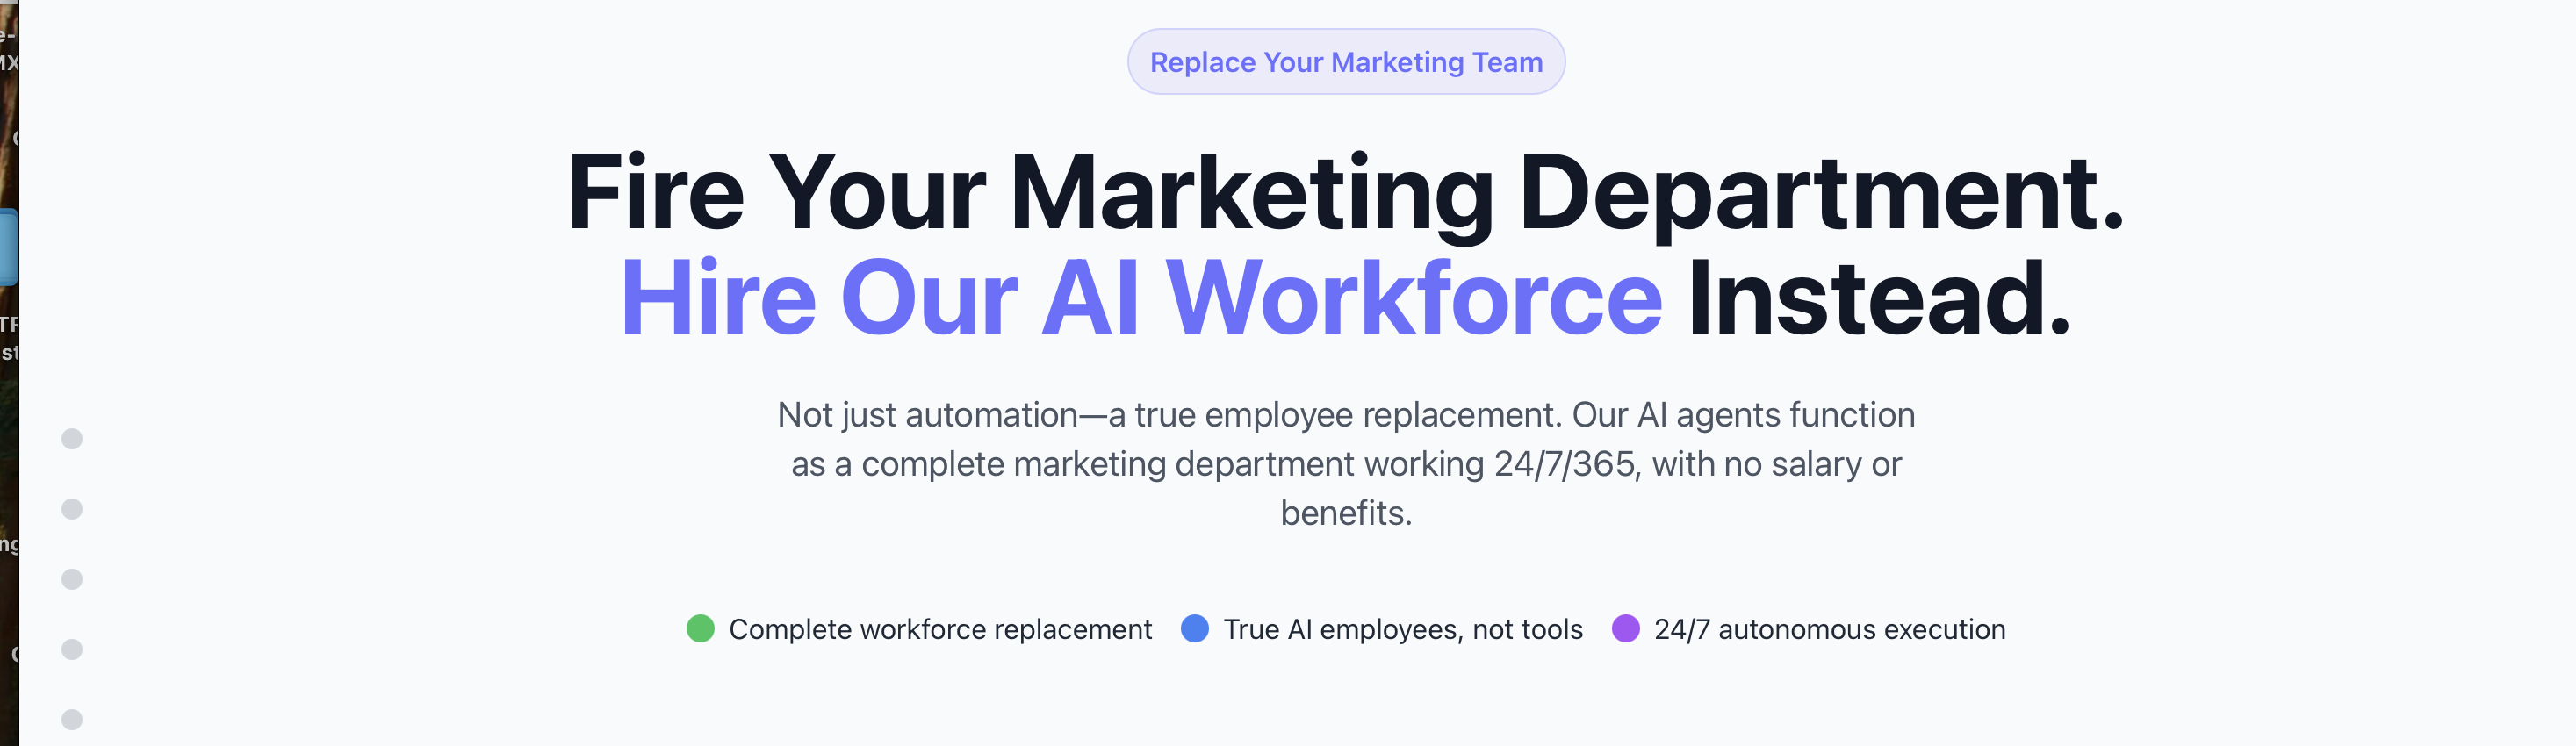 Replace Your Marketing Team
Fire Your Marketing Department.
Hire Our AI Workforce Instead.
Not just automation—a true employee replacement. Our AI agents function
as a complete marketing department working 24/7/365, with no salary or
benefits.
Complete workforce replacement
True AI employees, not tools
24/7 autonomous execution